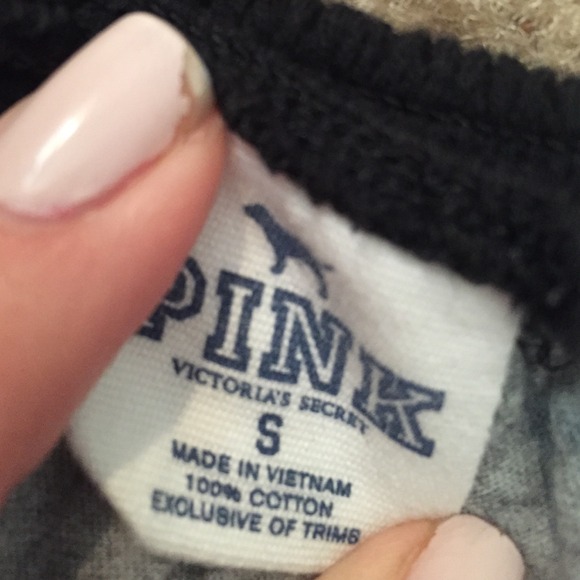 PINK
VICTORIA'S SECRET
S
MADE IN VIETNAM
100% COTTON
EXCLUSIVE OF TRIMS